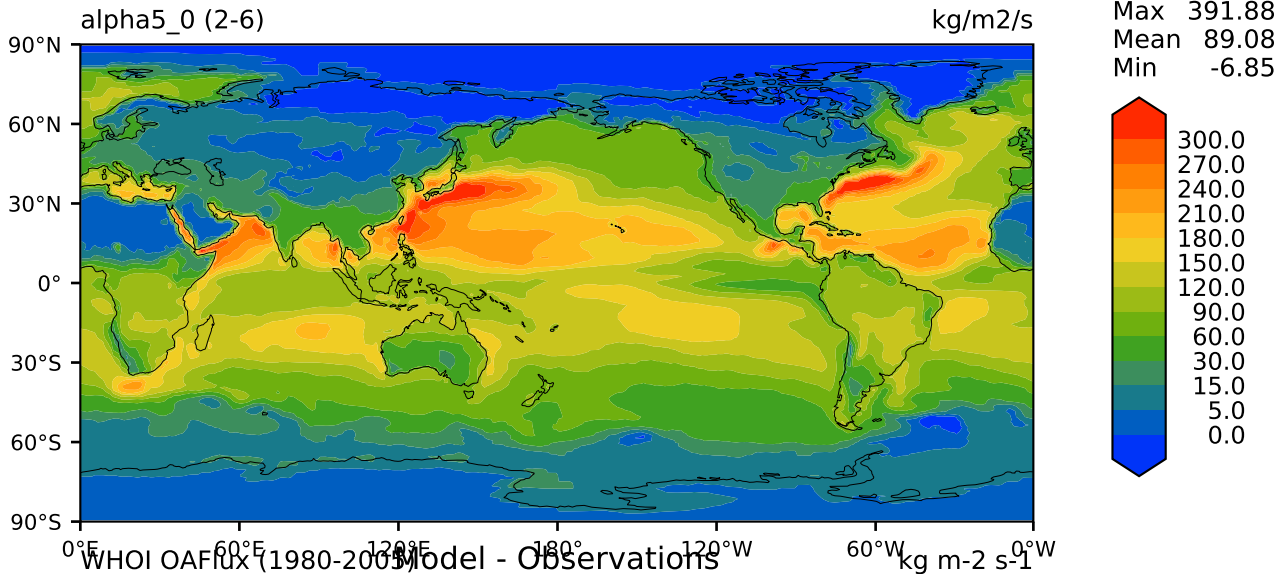 alpha5_0 (2-6) kg/m2/s
Max 391.88
Mean 89.08
Min -6.85
90°N
60°N
30°N
0°
30°S
60°S
90°S
0°E 60°E 120°E 180° 120°W 60°W 0°W
300.0
270.0
240.0
210.0
180.0
150.0
120.0
90.0
60.0
30.0
15.0
5.0
0.0
WHOI OAFlux (1980-2005) Model - Observations kg m-2 s-1